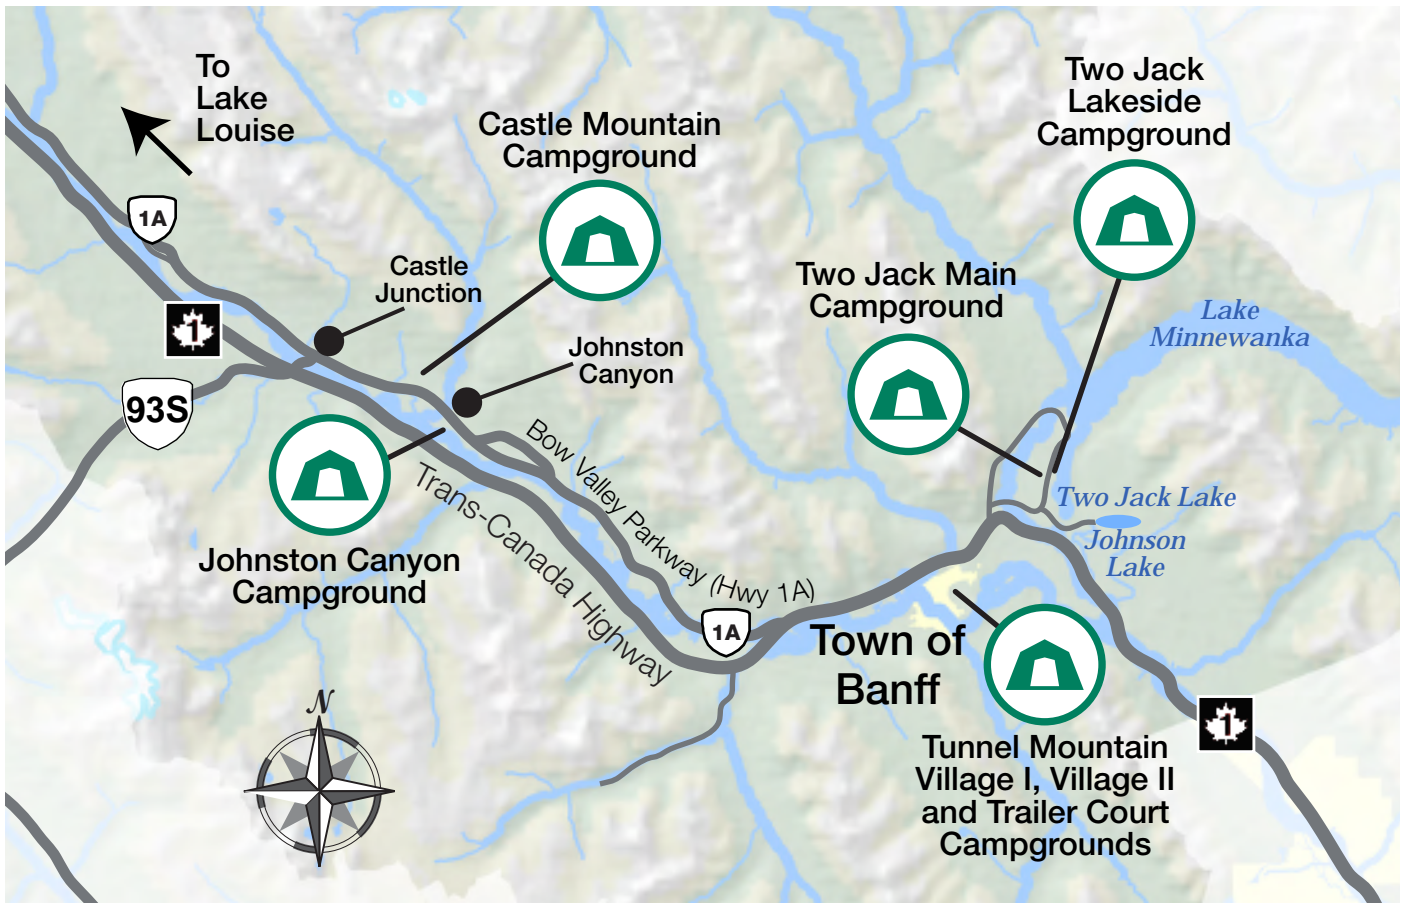 To
Lake
Louise
Castle Mountain
Campground
Two Jack
Lakeside
Campground
1A
Castle
Junction
Two Jack Main
Campground
Lake
Minnewanka
1
Johnston
Canyon
93S
Bow Valley Parkway (Hwy 1A)
Trans-Canada Highway
Two Jack Lake
Johnson
Lake
Johnston Canyon
Campground
1A
Town of
Banff
N
1
Tunnel Mountain
Village I, Village II
and Trailer Court
Campgrounds